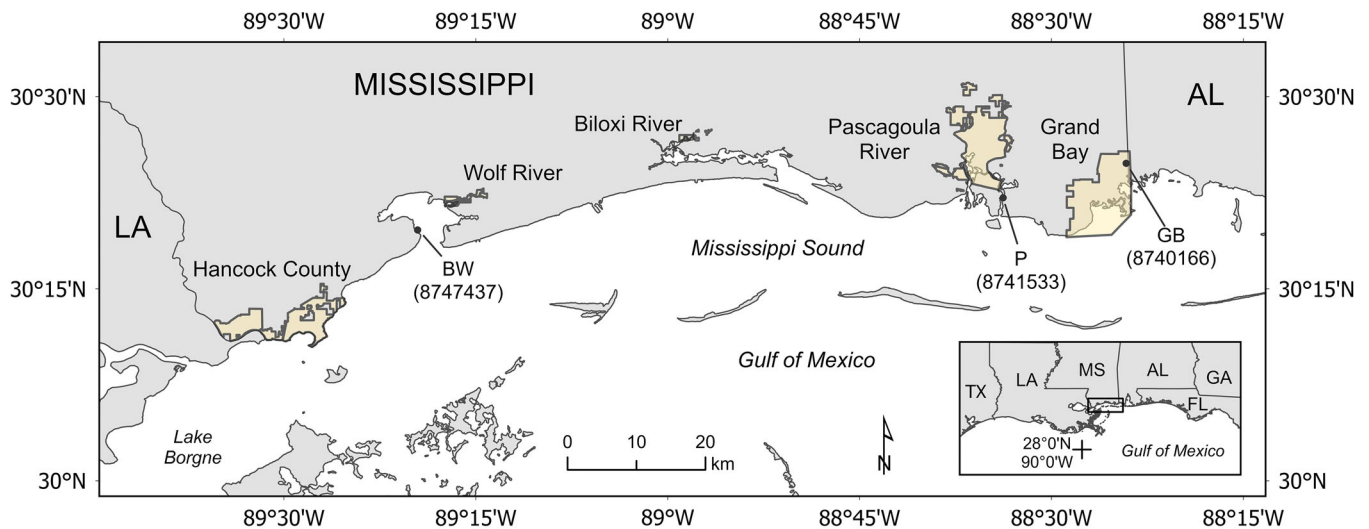 89°30'W 89°15'W 89°W 88°45'W 88°30'W 88°15'W
30°30'N
MISSISSIPPI
AL
30°30'N
Biloxi River
Pascagoula
River
Grand
Bay
Wolf River
LA
Mississippi Sound
GB
(8740166)
P
(8741533)
BW
(8747437)
Hancock County
30°15'N
30°15'N
Gulf of Mexico
Lake
Borgne
0 10 20
km
N
TX LA MS AL GA
FL
28°0'N
90°0'W
Gulf of Mexico
30°N
30°N
89°30'W 89°15'W 89°W 88°45'W 88°30'W 88°15'W